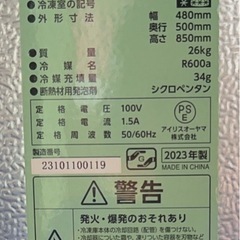 冷凍室の記号
外形寸法 幅 480mm
奥行 500mm
高さ 850mm
質量 26kg
冷媒名 R600a
冷媒充填量 34g
断熱材用発泡剤 シクロペンタン
定格電圧 100V
定格電流 1.5A
定格周波数 50/60Hz
PS
E
アイリスオーヤマ
株式会社
製造番号
23101100119
2023年製
MADE IN CHINA
警告
発火・爆発のおそれあり